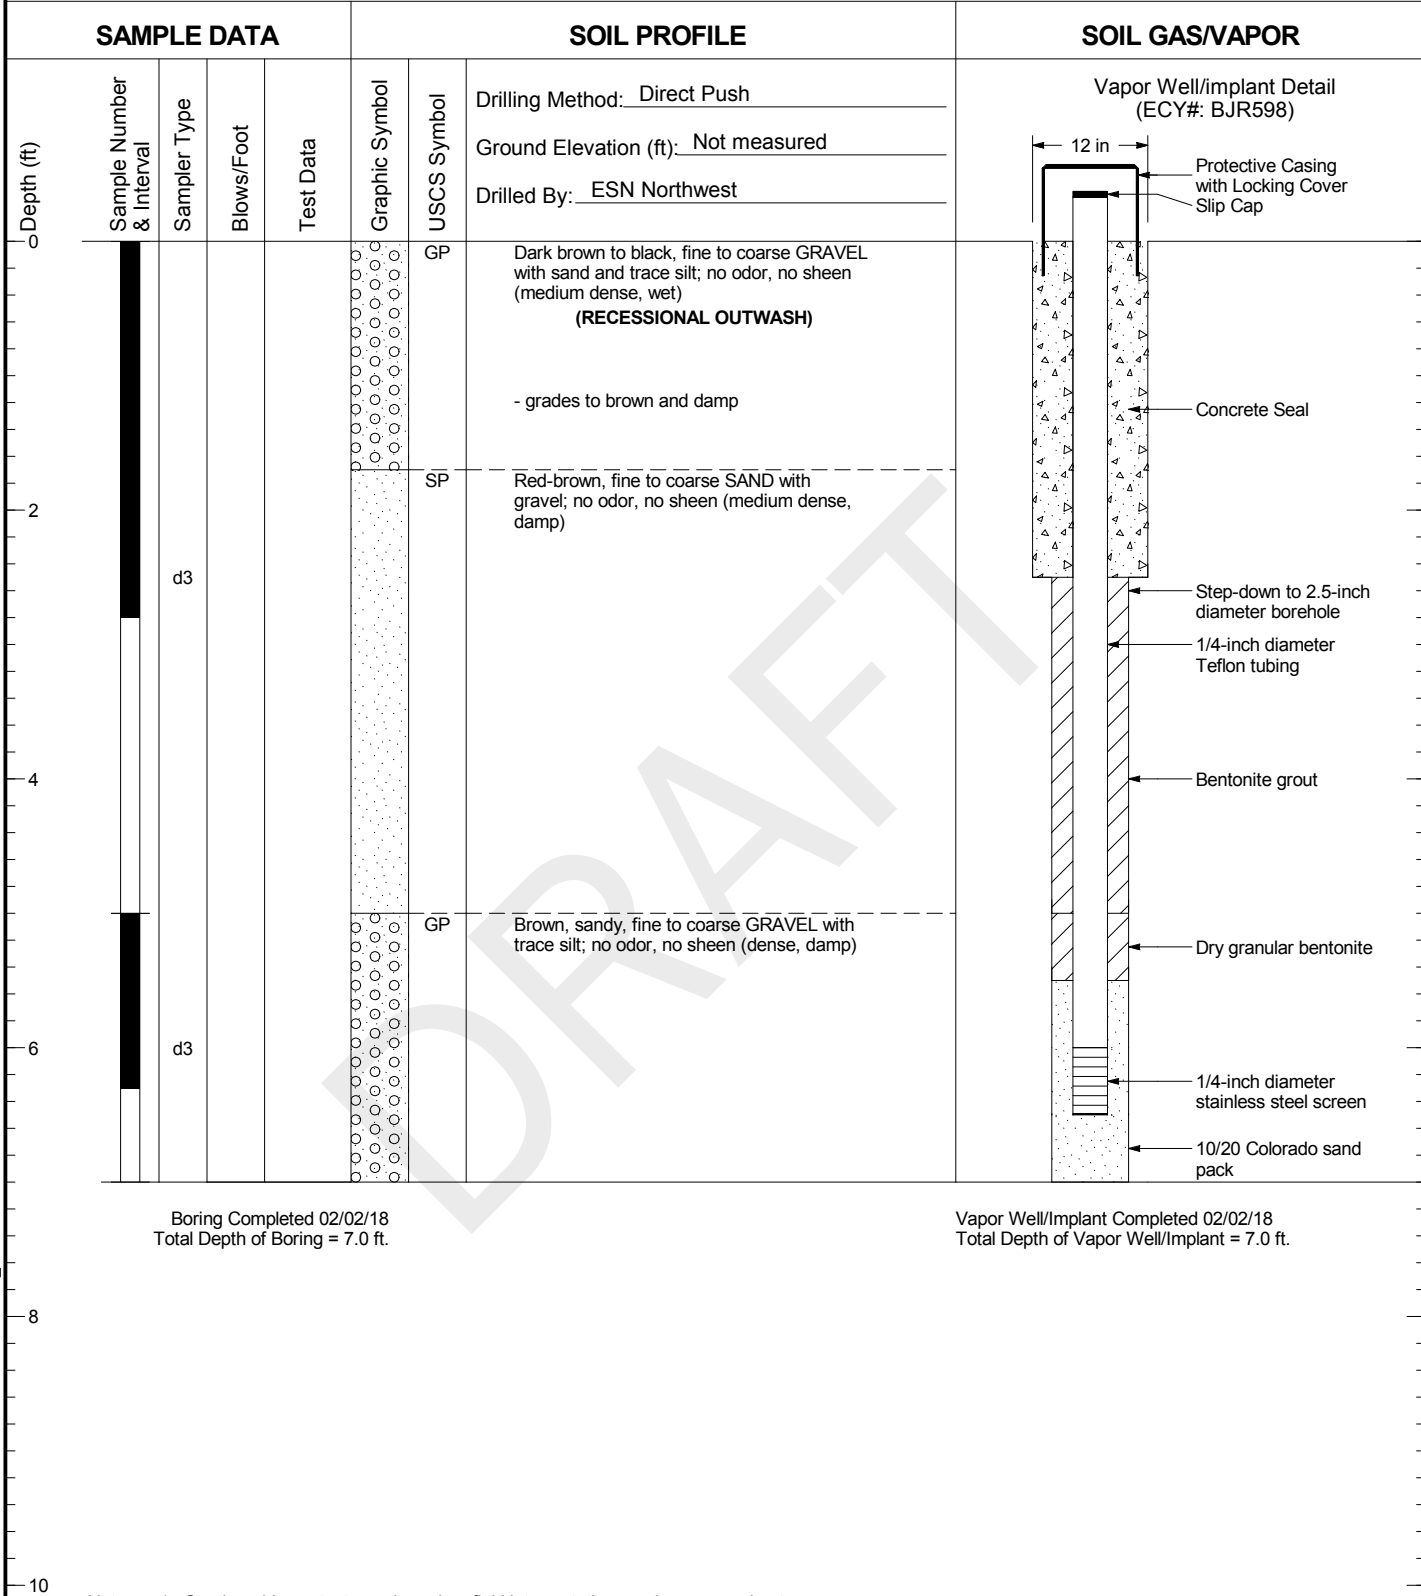 SAMPLE DATA
SOIL PROFILE
SOIL GAS/VAPOR
Depth (ft)
Sample Number
& Interval
Sampler Type
Blows/Foot
Test Data
Graphic Symbol
USCS Symbol
Drilling Method: Direct Push
Ground Elevation (ft): Not measured
Drilled By: ESN Northwest
Vapor Well/implant Detail
(ECY#: BJR598)
12 in
Protective Casing
with Locking Cover
Slip Cap
0
GP
Dark brown to black, fine to coarse GRAVEL
with sand and trace silt; no odor, no sheen
(medium dense, wet)
(RECESSIONAL OUTWASH)
- grades to brown and damp
Concrete Seal
SP
Red-brown, fine to coarse SAND with
gravel; no odor, no sheen (medium dense,
damp)
2
d3
Step-down to 2.5-inch
diameter borehole
1/4-inch diameter
Teflon tubing
4
Bentonite grout
GP
Brown, sandy, fine to coarse GRAVEL with
trace silt; no odor, no sheen (dense, damp)
Dry granular bentonite
6
d3
1/4-inch diameter
stainless steel screen
10/20 Colorado sand
pack
DRAFT
Boring Completed 02/02/18
Total Depth of Boring = 7.0 ft.
Vapor Well/Implant Completed 02/02/18
Total Depth of Vapor Well/Implant = 7.0 ft.
8
10